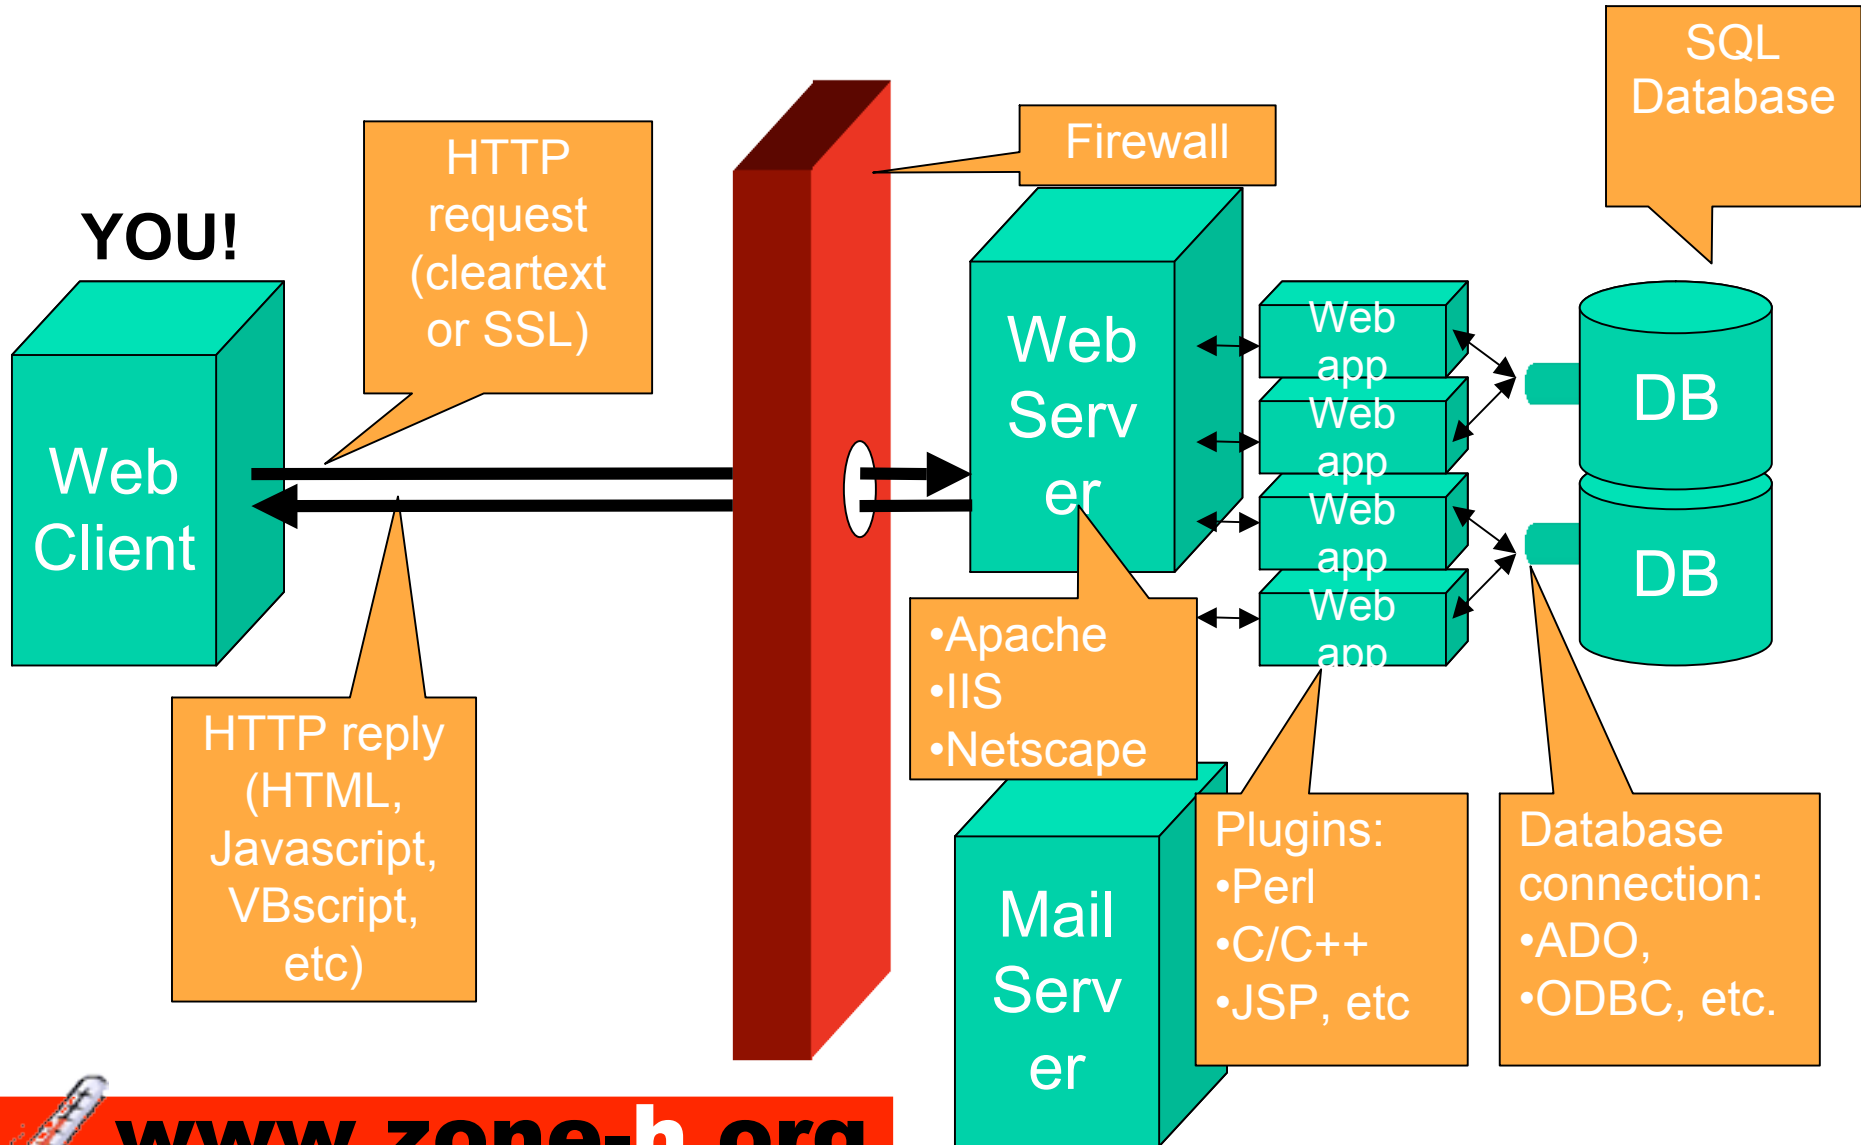 SQL
Database
Firewall
HTTP
request
(cleartext
or SSL)
YOU!
Web
Client
Web
Serv
er
Web
app
Web
app
Web
app
Web
app
DB
DB
•Apache
•IIS
•Netscape
HTTP reply
(HTML,
Javascript,
VBscript,
etc)
Mail
Serv
er
Plugins:
•Perl
•C/C++
•JSP, etc
Database
connection:
•ADO,
•ODBC, etc.
www.zone-h.org